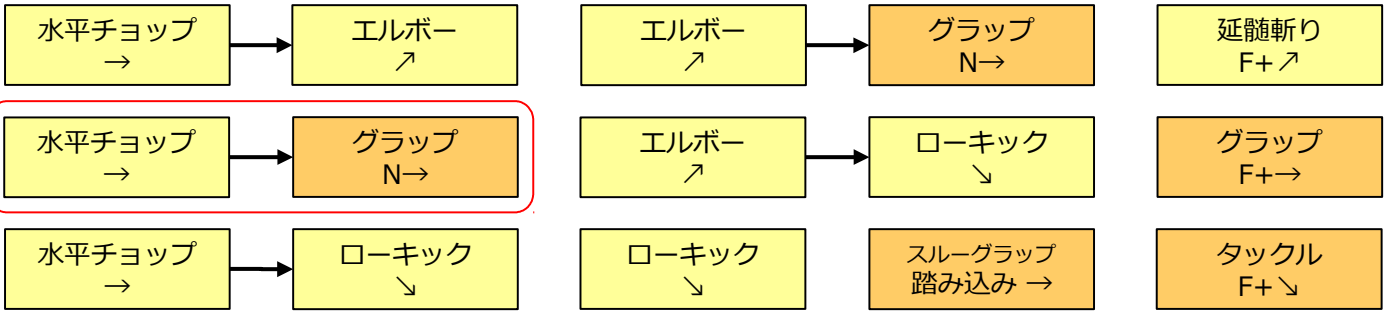 水平チョップ
→
エルボー
↗
エルボー
↗
グラップ
N→
延髄斬り
F+↗
水平チョップ
→
グラップ
N→
エルボー
↗
ローキック
↘
グラップ
F+→
水平チョップ
→
ローキック
↘
ローキック
↘
スルーグラップ
踏み込み →
タックル
F+↘